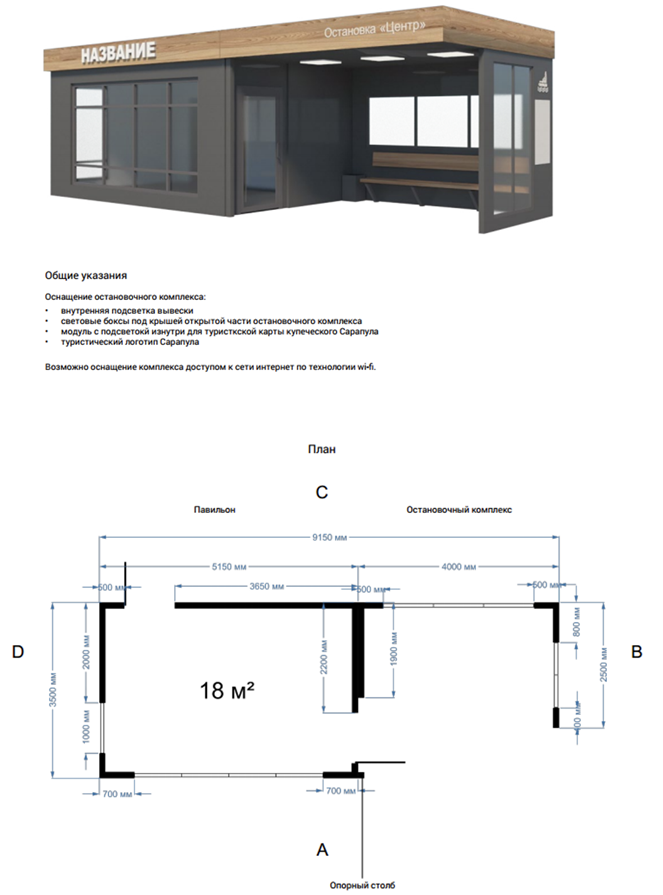 НАЗВАНИЕ
Остановка «Центр»
Общие указания
Оснащение остановочного комплекса:
• внутренняя подсветка вывески
• световые боксы под крышей открытой части остановочного комплекса
• модуль с подсветокй изнутри для туристкской карты купеческого Сарапула
• туристический логотип Сарапула
Возможно оснащение комплекса доступом к сети интернет по технологии wi-fi.
План
C
Павильон
Остановочный комплекс
9150 мм
5150 мм
4000 мм
500 мм
3650 мм
500 мм
500 мм
D
3500 мм
2000 мм
1000 мм
18 м²
2200 мм
1900 мм
800 мм
2500 мм
400 мм
B
700 мм
700 мм
A
Опорный столб